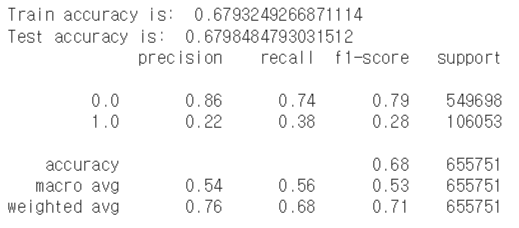 Train accuracy is:  0.6793249266871114
Test accuracy is:  0.6798484793031512
precision    recall  f1-score   support
0.0       0.86      0.74      0.79    549698
1.0       0.22      0.38      0.28    106053
accuracy                           0.68    655751
macro avg       0.54      0.56      0.53    655751
weighted avg       0.76      0.68      0.71    655751